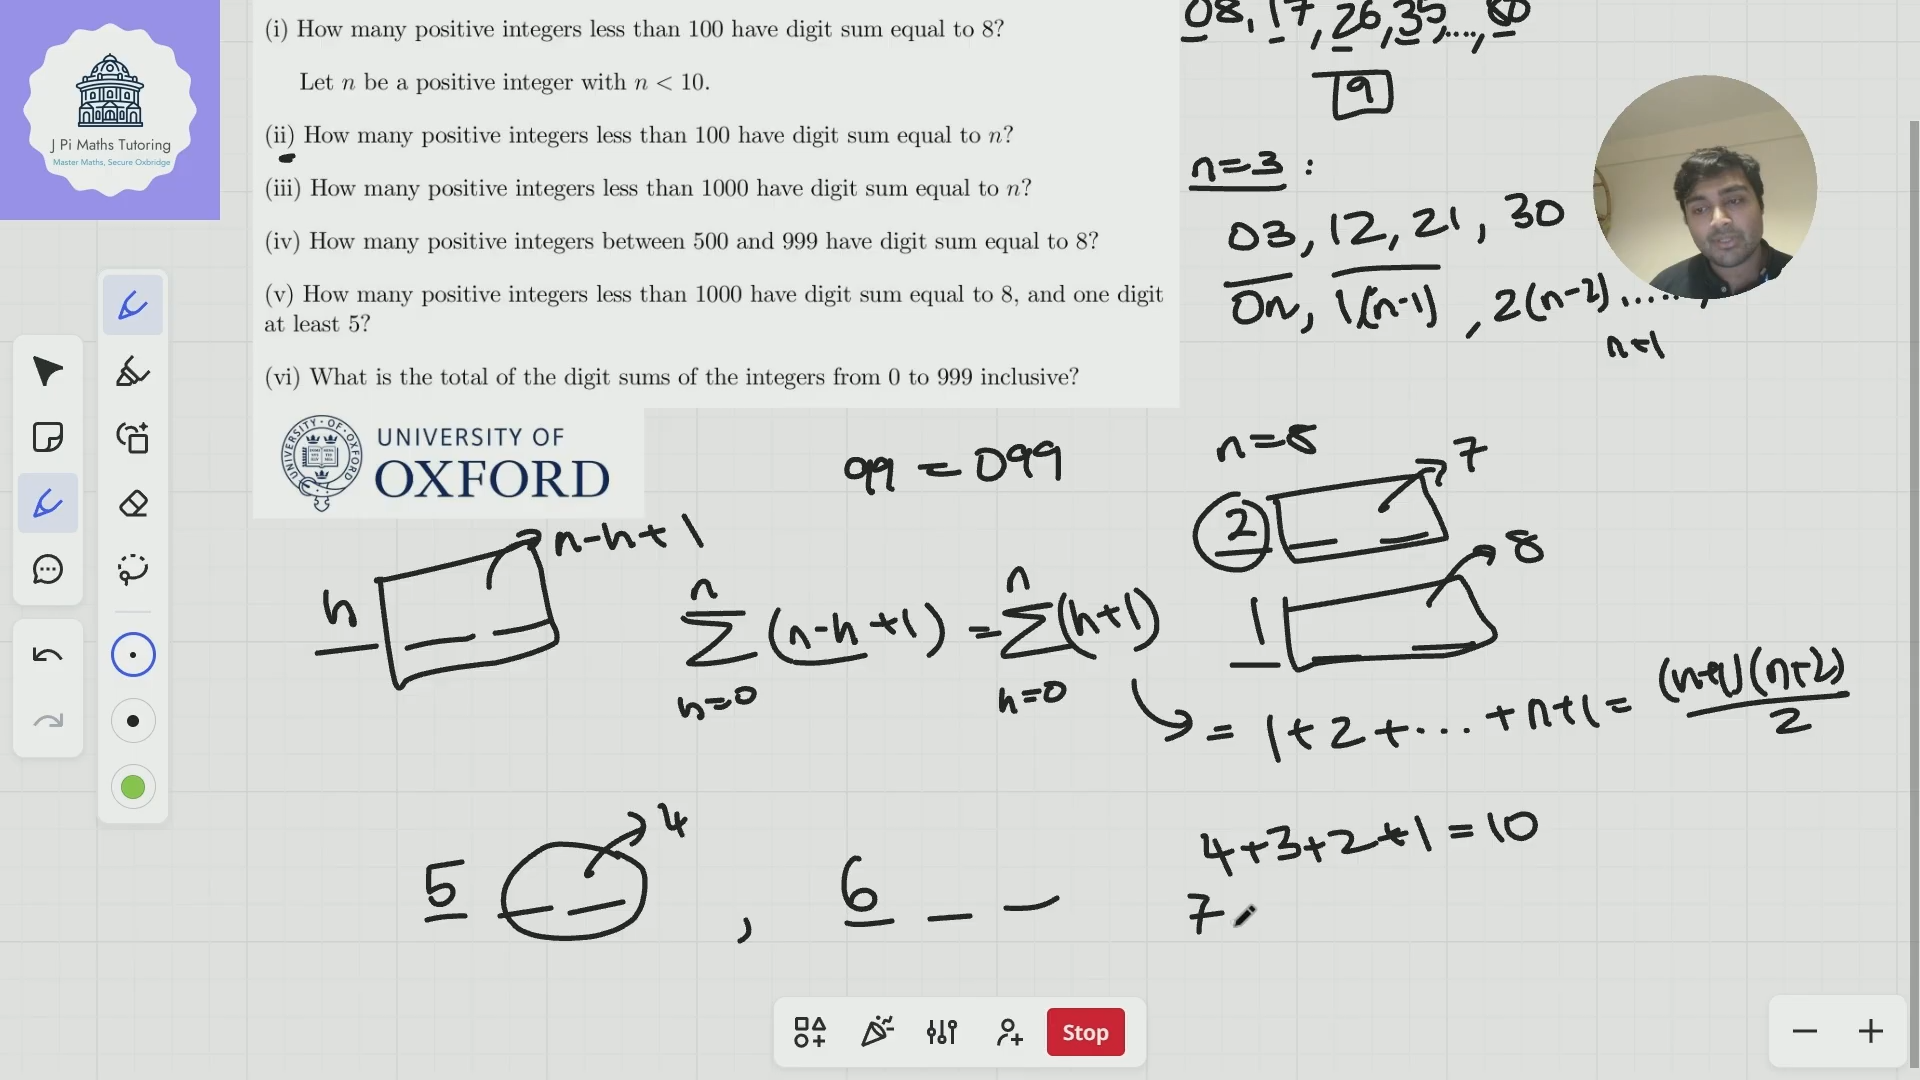 (i) How many positive integers less than 100 have digit sum equal to 8?
Let n be a positive integer with n < 10.
(ii) How many positive integers less than 100 have digit sum equal to n?
(iii) How many positive integers less than 1000 have digit sum equal to n?
(iv) How many positive integers between 500 and 999 have digit sum equal to 8?
(v) How many positive integers less than 1000 have digit sum equal to 8, and one digit
at least 5?
(vi) What is the total of the digit sums of the integers from 0 to 999 inclusive?
J Pi Maths Tutoring
Master Maths, Secure Oxbridge
UNIVERSITY OF
OXFORD
UNIVERSITY·OF·OXFORD
08, 17, 26, 35, ....,
9
n=3 :
03, 12, 21, 30
0n, 1(n-1), 2(n-2), .....,
n+1
99 = 099
n=8
2 7
1 8
h n-h+1
n
∑ (n-h+1) = ∑ (h+1)
h=0
n
h=0
= 1+2+...+n+1 = (n+1)(n+2)
2
5 4 , 6
4+3+2+1 = 10
7
Stop